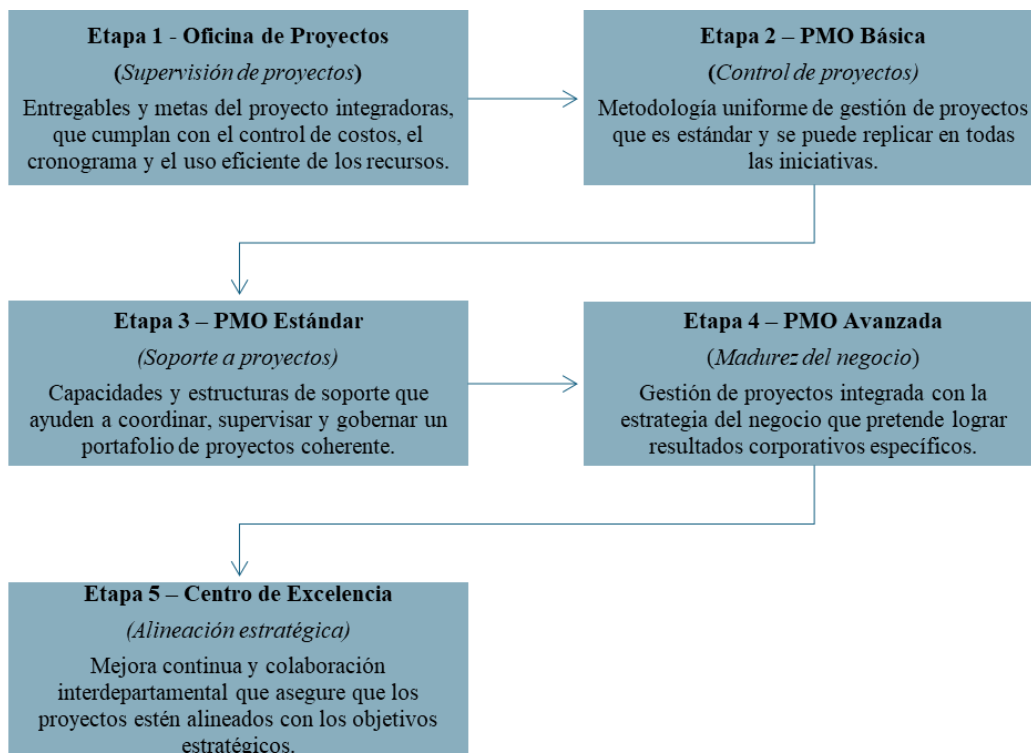 Etapa 1 - Oficina de Proyectos
(Supervisión de proyectos)
Entregables y metas del proyecto integradoras,
que cumplan con el control de costos, el
cronograma y el uso eficiente de los recursos.
Etapa 2 – PMO Básica
(Control de proyectos)
Metodología uniforme de gestión de proyectos
que es estándar y se puede replicar en todas
las iniciativas.
Etapa 3 – PMO Estándar
(Soporte a proyectos)
Capacidades y estructuras de soporte que
ayuden a coordinar, supervisar y gobernar un
portafolio de proyectos coherente.
Etapa 4 – PMO Avanzada
(Madurez del negocio)
Gestión de proyectos integrada con la
estrategia del negocio que pretende lograr
resultados corporativos específicos.
Etapa 5 – Centro de Excelencia
(Alineación estratégica)
Mejora continua y colaboración
interdepartamental que asegure que los
proyectos estén alineados con los objetivos
estratégicos.